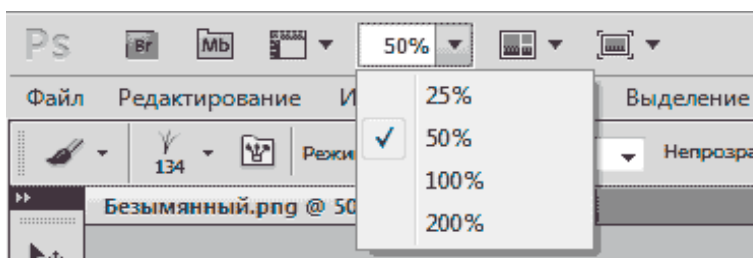 Ps Br Mb 50%
Файл Редактирование И 25% Выделение
50%
134 Режи Непрозра
100%
Безымянный.png @ 50
200%